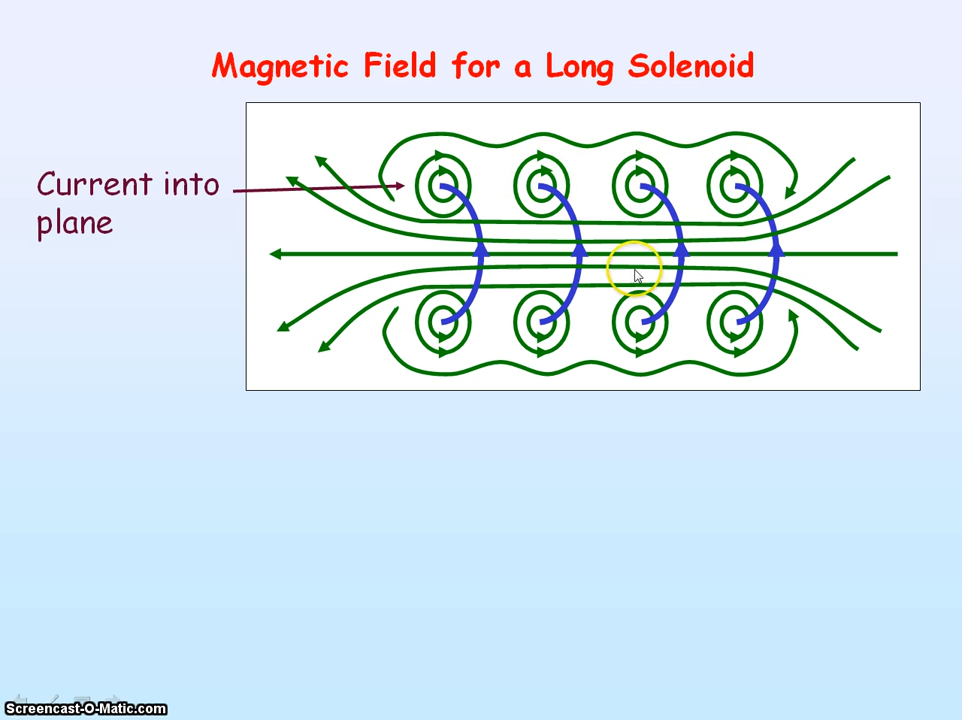 Magnetic Field for a Long Solenoid
Current into
plane
Screencast-O-Matic.com